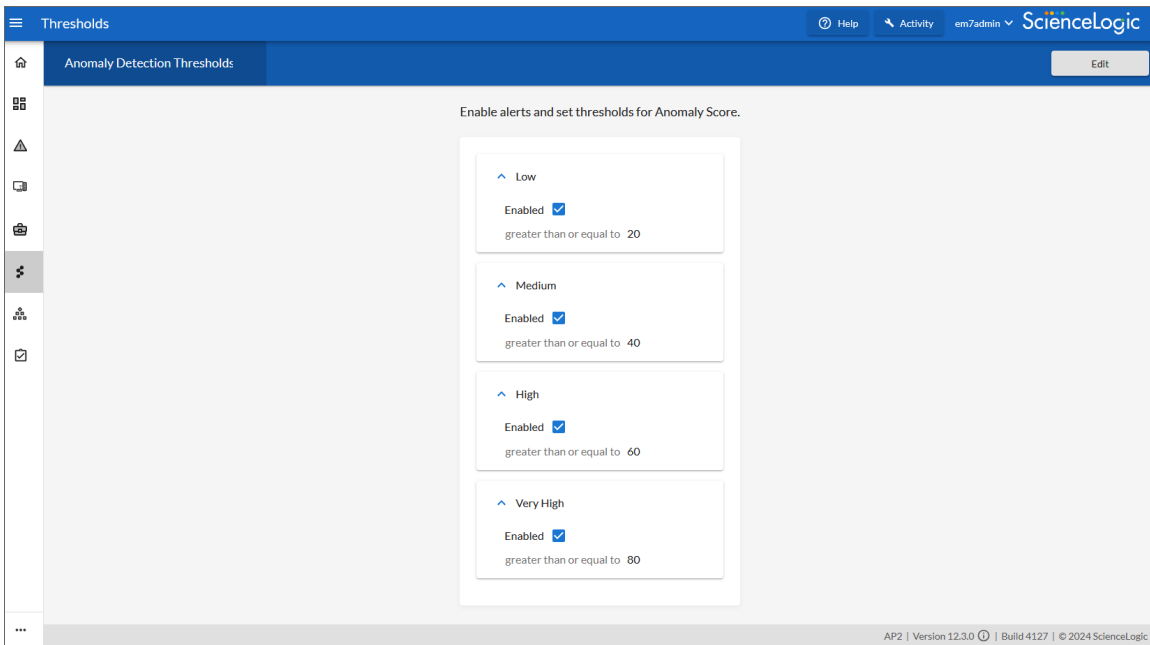 Thresholds
Help
Activity
em7admin
ScienceLogic
Anomaly Detection Thresholds
Edit
Enable alerts and set thresholds for Anomaly Score.
Low
Enabled
greater than or equal to 20
Medium
Enabled
greater than or equal to 40
High
Enabled
greater than or equal to 60
Very High
Enabled
greater than or equal to 80
AP2 | Version 12.3.0 | Build 4127 | © 2024 ScienceLogic